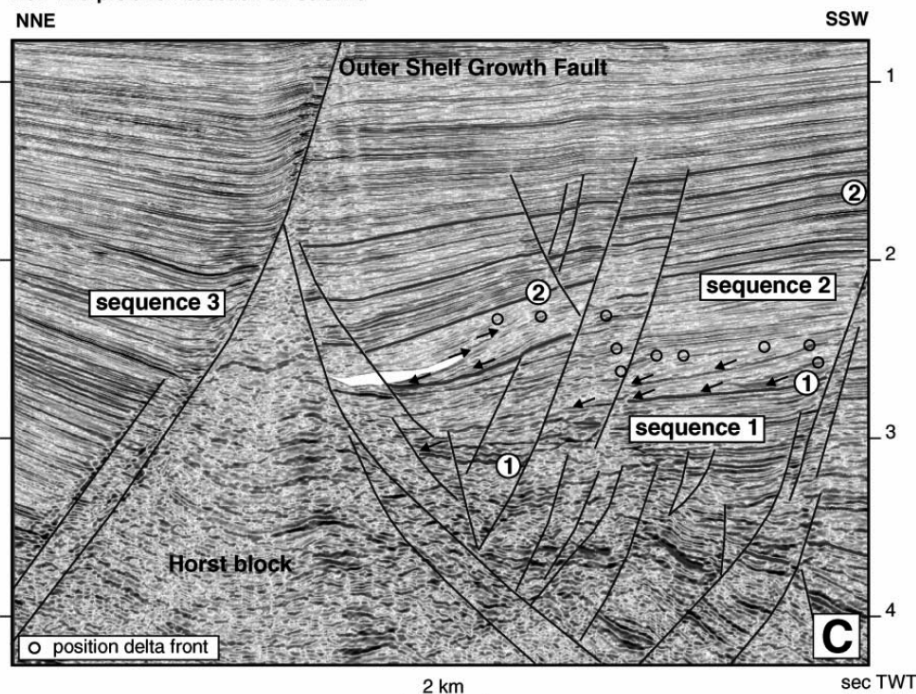 NNE
SSW
Outer Shelf Growth Fault
1
2
2
sequence 3
sequence 2
2
1
sequence 1
3
1
Horst block
4
position delta front
C
2 km
sec TWT